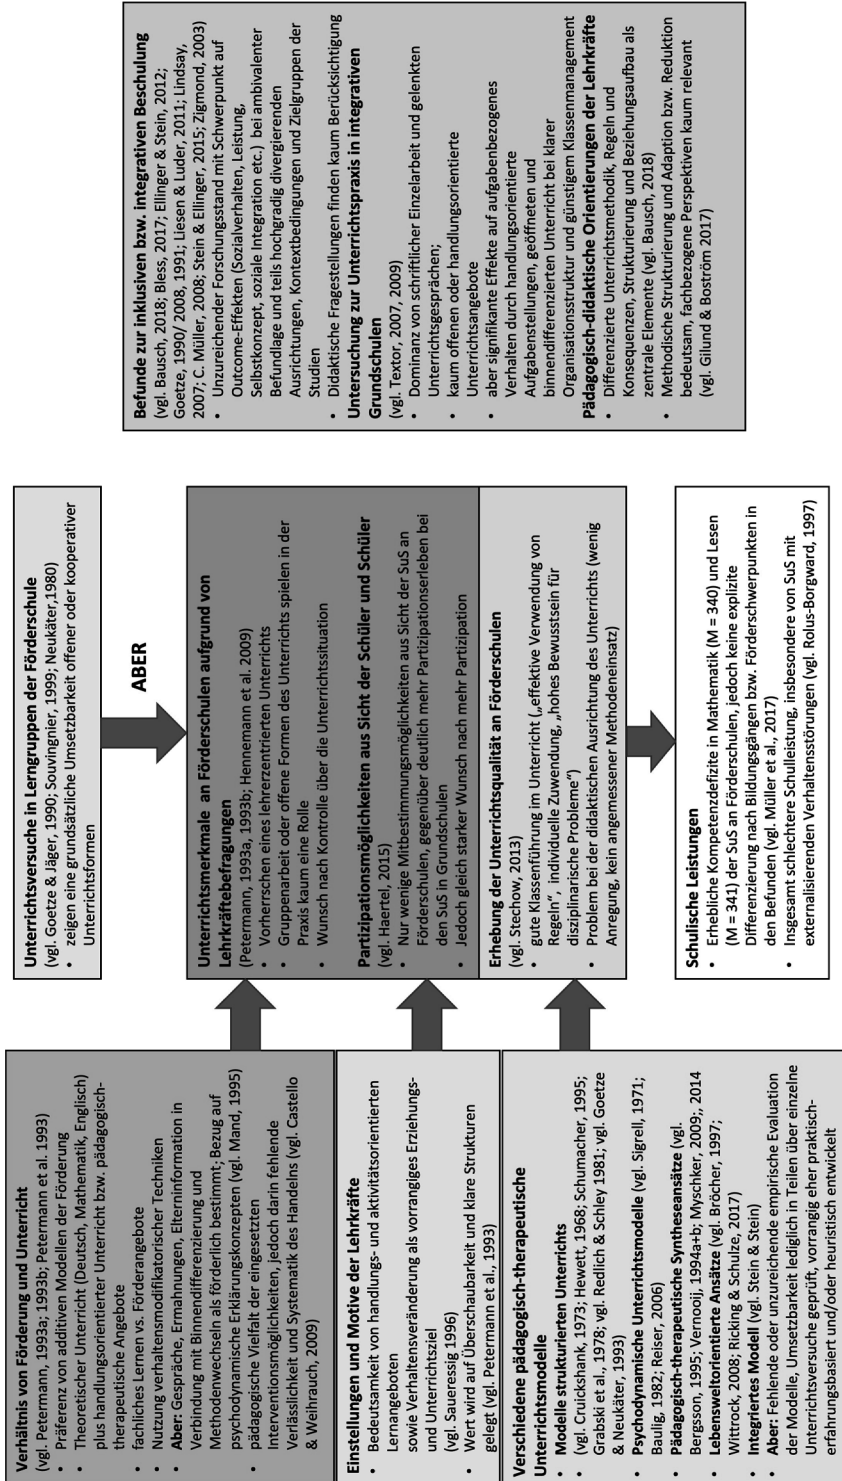 Verhältnis von Förderung und Unterricht
(vgl. Petermann, 1993a; 1993b; Petermann et al. 1993)
• Präferenz von additiven Modellen der Förderung
• Theoretischer Unterricht (Deutsch, Mathematik, Englisch)
plus handlungsorientierter Unterricht bzw. pädagogisch-
therapeutische Angebote
• fachliches Lernen vs. Förderangebote
• Nutzung verhaltensmodifikatorischer Techniken
• Aber: Gespräche, Ermahnungen, Elterninformation in
Verbindung mit Binnendifferenzierung und
Methodenwechseln als förderlich bestimmt; Bezug auf
psychodynamische Erklärungskonzepten (vgl. Mand, 1995)
• pädagogische Vielfalt der eingesetzten
Interventionsmöglichkeiten, jedoch darin fehlende
Verlässlichkeit und Systematik des Handelns (vgl. Castello
& Weihrauch, 2009)
Einstellungen und Motive der Lehrkräfte
• Bedeutsamkeit von handlungs- und aktivitätsorientierten
Lernangeboten
sowie Verhaltensveränderung als vorrangiges Erziehungs-
und Unterrichtsziel
(vgl. Saueressig 1996)
• Wert wird auf Überschaubarkeit und klare Strukturen
gelegt (vgl. Petermann et al., 1993)
Verschiedene pädagogisch-therapeutische
Unterrichtsmodelle
• Modelle strukturierten Unterrichts
• (vgl. Cruickshank, 1973; Hewett, 1968; Schumacher, 1995;
Grabski et al., 1978; vgl. Redlich & Schley 1981; vgl. Goetze
& Neukäter, 1993)
• Psychodynamische Unterrichtsmodelle (vgl. Sigrell, 1971;
Baulig, 1982; Reiser, 2006)
• Pädagogisch-therapeutische Syntheseansätze (vgl.
Bergsson, 1995; Vernooij, 1994a+b; Myschker, 2009;, 2014
• Lebensweltorientierte Ansätze (vgl. Bröcher, 1997;
Wittrock, 2008; Ricking & Schulze, 2017)
• Integriertes Modell (vgl. Stein & Stein)
Aber: Fehlende oder unzureichende empirische Evaluation
der Modelle, Umsetzbarkeit lediglich in Teilen über einzelne
Unterrichtsversuche geprüft, vorrangig eher praktisch-
erfahrungsbasiert und/oder heuristisch entwickelt
Unterrichtsversuche in Lerngruppen der Förderschule
(vgl. Goetze & Jäger, 1990; Souvingnier, 1999; Neukäter,1980)
• zeigen eine grundsätzliche Umsetzbarkeit offener oder kooperativer
Unterrichtsformen
ABER
Unterrichtsmerkmale an Förderschulen aufgrund von
Lehrkräftebefragungen
(Petermann, 1993a, 1993b; Hennemann et al. 2009)
• Vorherrschen eines lehrerzentrierten Unterrichts
• Gruppenarbeit oder offene Formen des Unterrichts spielen in der
Praxis kaum eine Rolle
• Wunsch nach Kontrolle über die Unterrichtssituation
Partizipationsmöglichkeiten aus Sicht der Schüler und Schüler
(vgl. Haertel, 2015)
• Nur wenige Mitbestimmungsmöglichkeiten aus Sicht der SuS an
Förderschulen, gegenüber deutlich mehr Partizipationserleben bei
den SuS in Grundschulen
• Jedoch gleich starker Wunsch nach mehr Partizipation
Erhebung der Unterrichtsqualität an Förderschulen
(vgl. Stechow, 2013)
• gute Klassenführung im Unterricht („effektive Verwendung von
Regeln“, individuelle Zuwendung, „hohes Bewusstsein für
disziplinarische Probleme“)
• Problem bei der didaktischen Ausrichtung des Unterrichts (wenig
Anregung, kein angemessener Methodeneinsatz)
Schulische Leistungen
• Erhebliche Kompetenzdefizite in Mathematik (M = 340) und Lesen
(M = 341) der SuS an Förderschulen, jedoch keine explizite
Differenzierung nach Bildungsgängen bzw. Förderschwerpunkten in
den Befunden (vgl. Müller et al., 2017)
• Insgesamt schlechtere Schulleistung, insbesondere von SuS mit
externalisierenden Verhaltensstörungen (vgl. Rolus-Borgward, 1997)
Befunde zur inklusiven bzw. integrativen Beschulung
(vgl. Bausch, 2018; Bless, 2017; Ellinger & Stein, 2012;
Goetze, 1990/ 2008, 1991; Liesen & Luder, 2011; Lindsay,
2007; C. Müller, 2008; Stein & Ellinger, 2015; Zigmond, 2003)
• Unzureichender Forschungsstand mit Schwerpunkt auf
Outcome-Effekten (Sozialverhalten, Leistung,
Selbstkonzept, soziale Integration etc.) bei ambivalenter
Befundlage und teils hochgradig divergierenden
Ausrichtungen, Kontextbedingungen und Zielgruppen der
Studien
• Didaktische Fragestellungen finden kaum Berücksichtigung
Untersuchung zur Unterrichtspraxis in integrativen
Grundschulen
(vgl. Textor, 2007, 2009)
• Dominanz von schriftlicher Einzelarbeit und gelenkten
Unterrichtsgesprächen;
• kaum offenen oder handlungsorientierte
Unterrichtsangebote
• aber signifikante Effekte auf aufgabenbezogenes
Verhalten durch handlungsorientierte
Aufgabenstellungen, geöffneten und
binnendifferenzierten Unterricht bei klarer
Organisationsstruktur und günstigem Klassenmanagement
Pädagogisch-didaktische Orientierungen der Lehrkräfte
• Differenzierte Unterrichtsmethodik, Regeln und
Konsequenzen, Strukturierung und Beziehungsaufbau als
zentrale Elemente (vgl. Bausch, 2018)
• Methodische Strukturierung und Adaption bzw. Reduktion
bedeutsam, fachbezogene Perspektiven kaum relevant
(vgl. Gilund & Boström 2017)